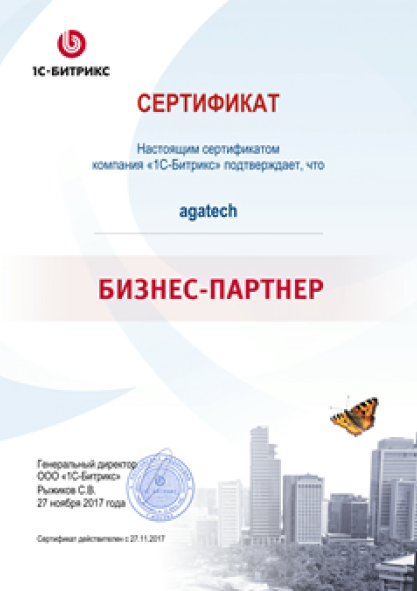 1С-БИТРИКС
СЕРТИФИКАТ
Настоящим сертификатом
компания «1С-Битрикс» подтверждает, что
agatech
БИЗНЕС-ПАРТНЕР
Генеральный директор
ООО «1С-Битрикс»
Рыжиков С.В.
27 ноября 2017 года
Сертификат действителен с 27.11.2017